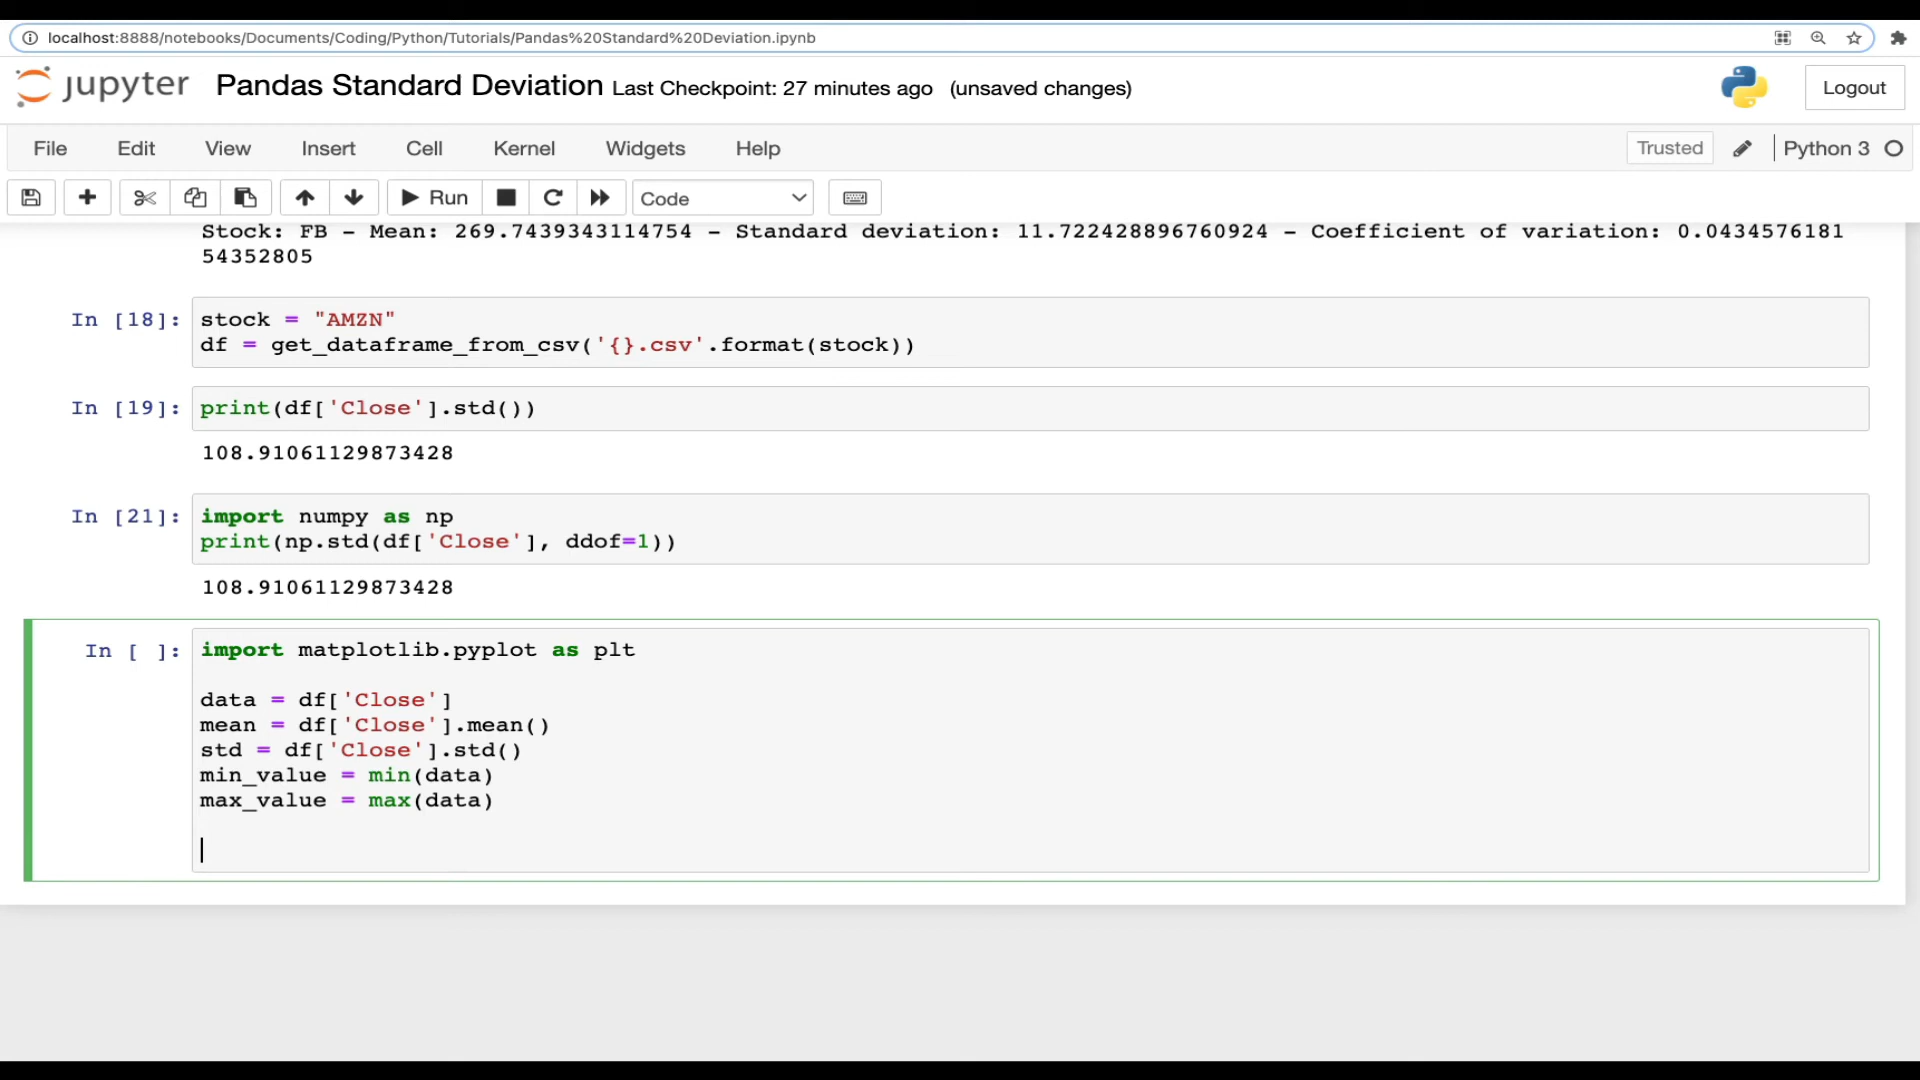 localhost:8888/notebooks/Documents/Coding/Python/Tutorials/Pandas%20Standard%20Deviation.ipynb
jupyter Pandas Standard Deviation Last Checkpoint: 27 minutes ago (unsaved changes) Logout
File Edit View Insert Cell Kernel Widgets Help Trusted Python 3
Run Code
Stock: FB - Mean: 269.7439343114754 - Standard deviation: 11.722428896760924 - Coefficient of variation: 0.0434576181
54352805
In [18]: stock = "AMZN"
df = get_dataframe_from_csv('{}.csv'.format(stock))
In [19]: print(df['Close'].std())
108.91061129873428
In [21]: import numpy as np
print(np.std(df['Close'], ddof=1))
108.91061129873428
In [ ]: import matplotlib.pyplot as plt
data = df['Close']
mean = df['Close'].mean()
std = df['Close'].std()
min_value = min(data)
max_value = max(data)